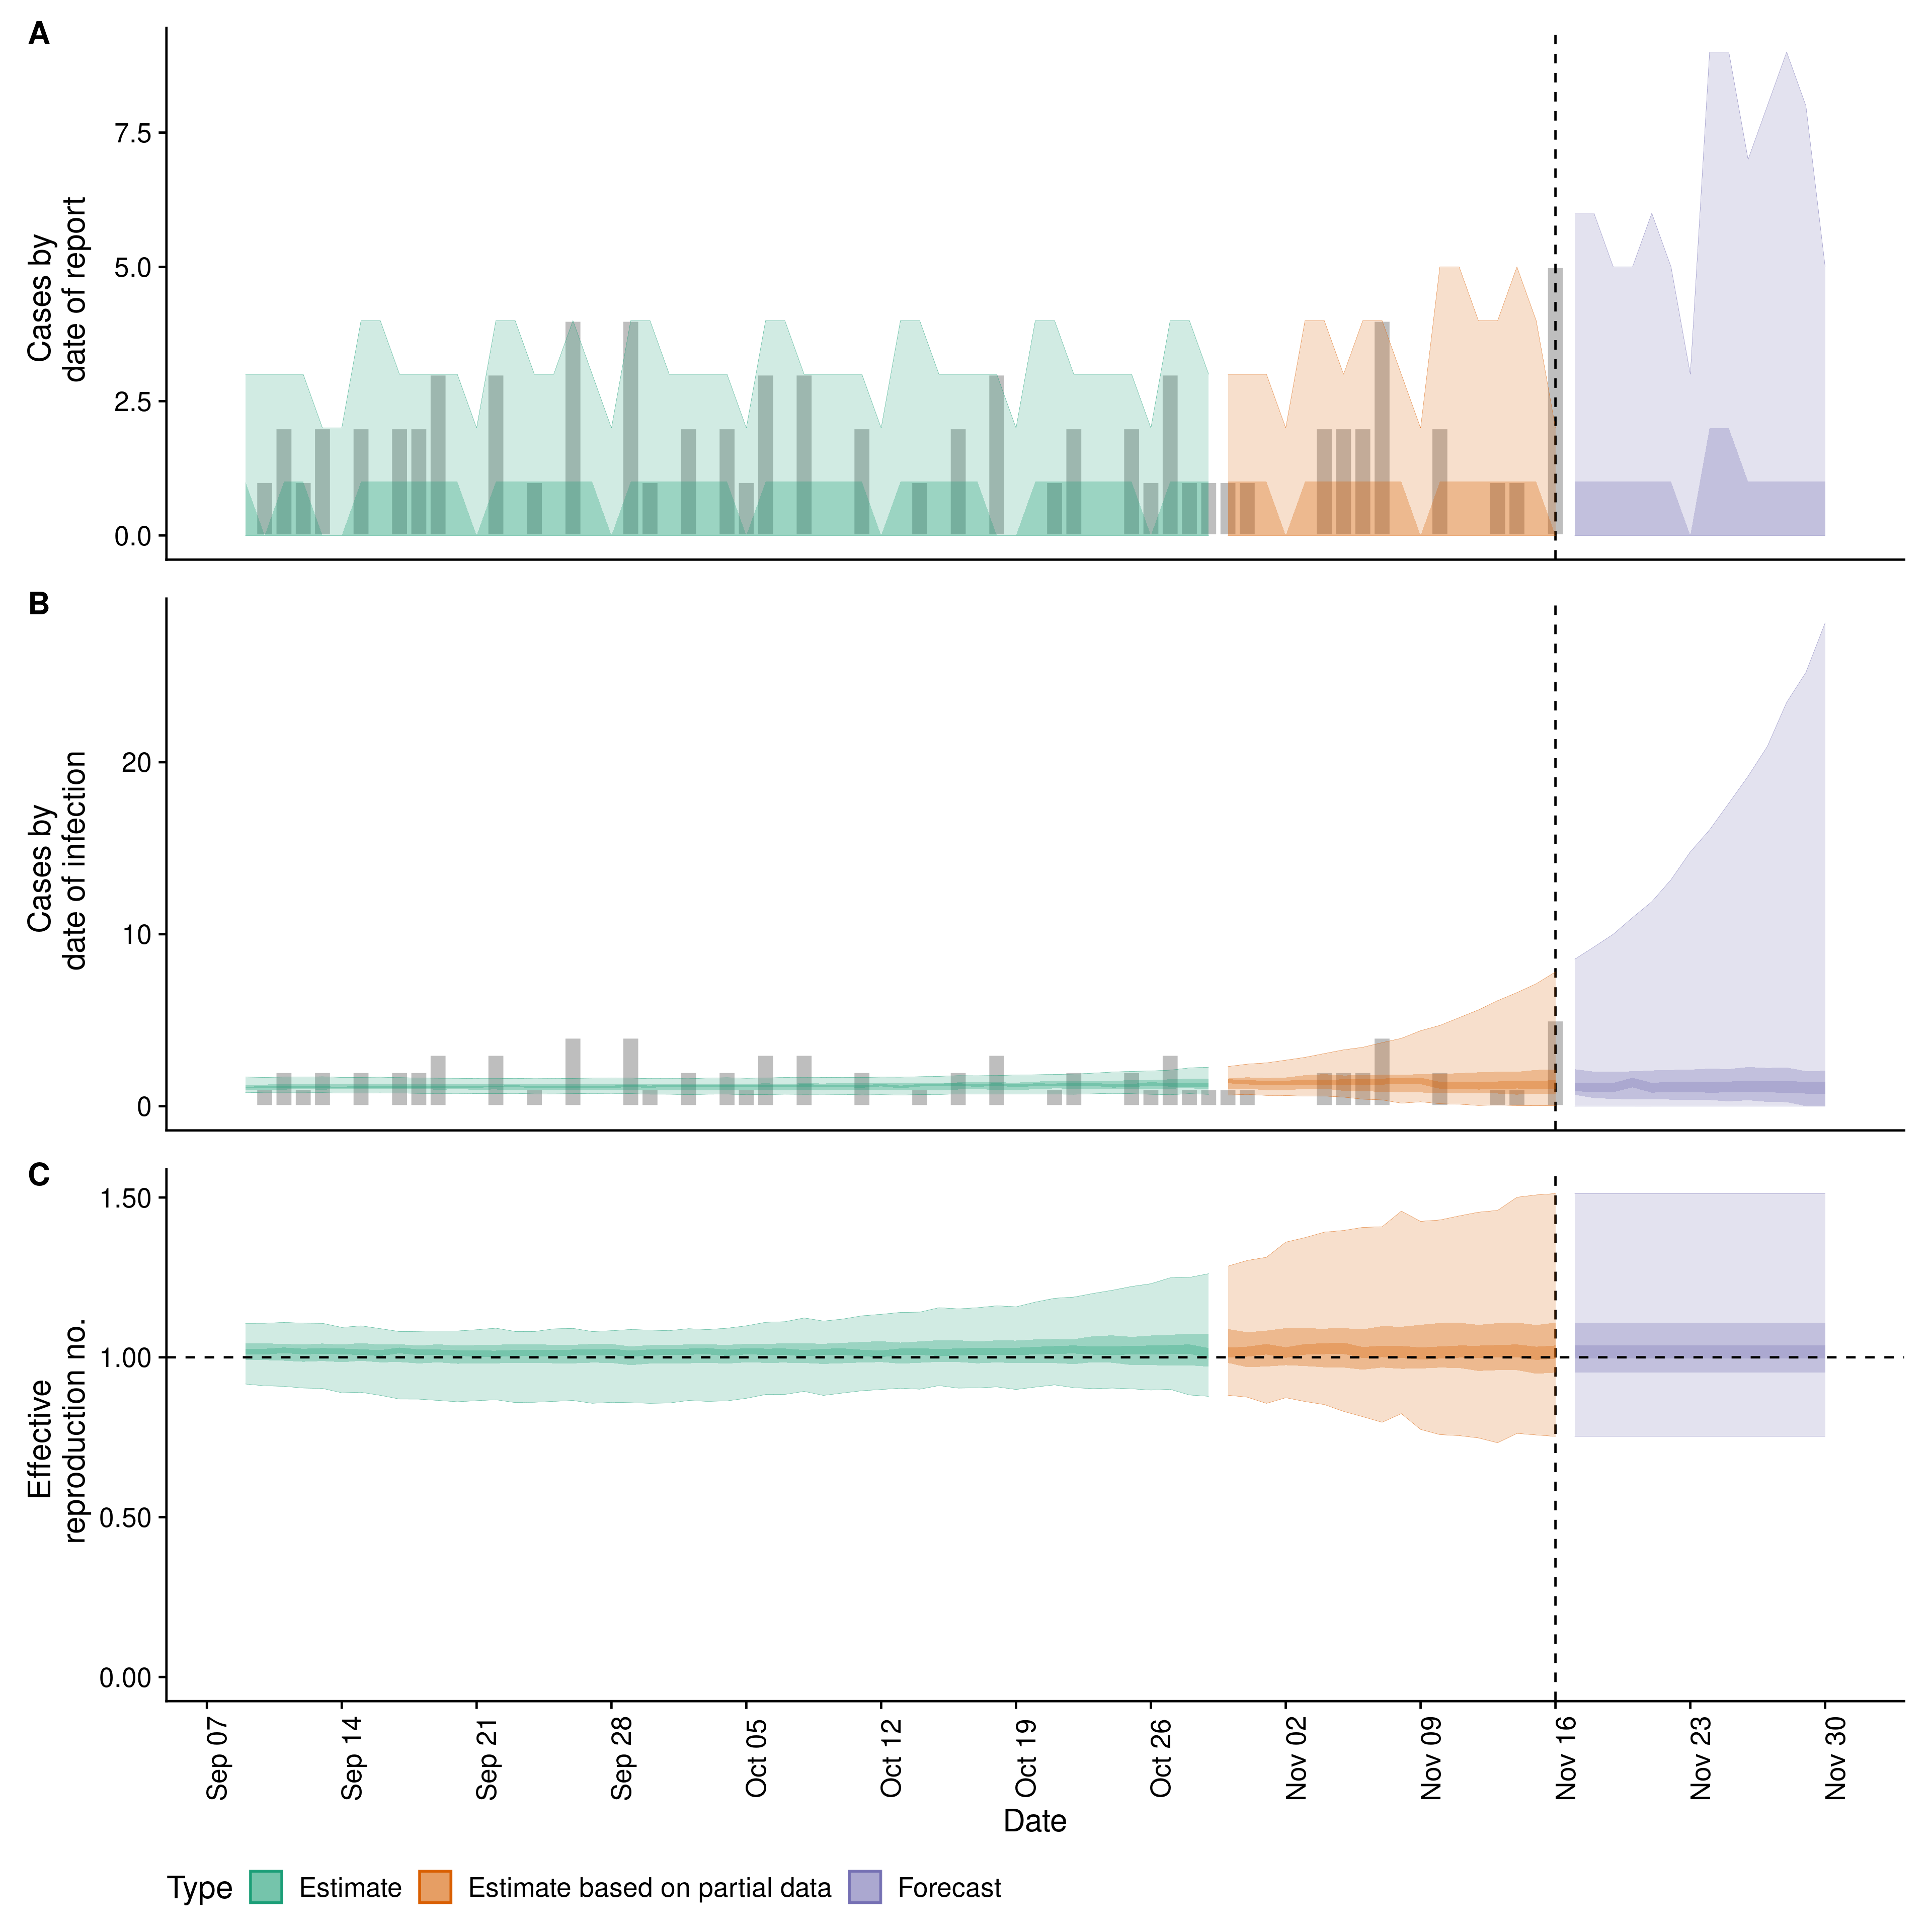 A
Cases by
date of report
7.5
5.0
2.5
0.0
B
Cases by
date of infection
20
10
0
C
Effective
reproduction no.
1.50
1.00
0.50
0.00
Sep 07
Sep 14
Sep 21
Sep 28
Oct 05
Oct 12
Oct 19
Oct 26
Nov 02
Nov 09
Nov 16
Nov 23
Nov 30
Date
Type Estimate Estimate based on partial data Forecast